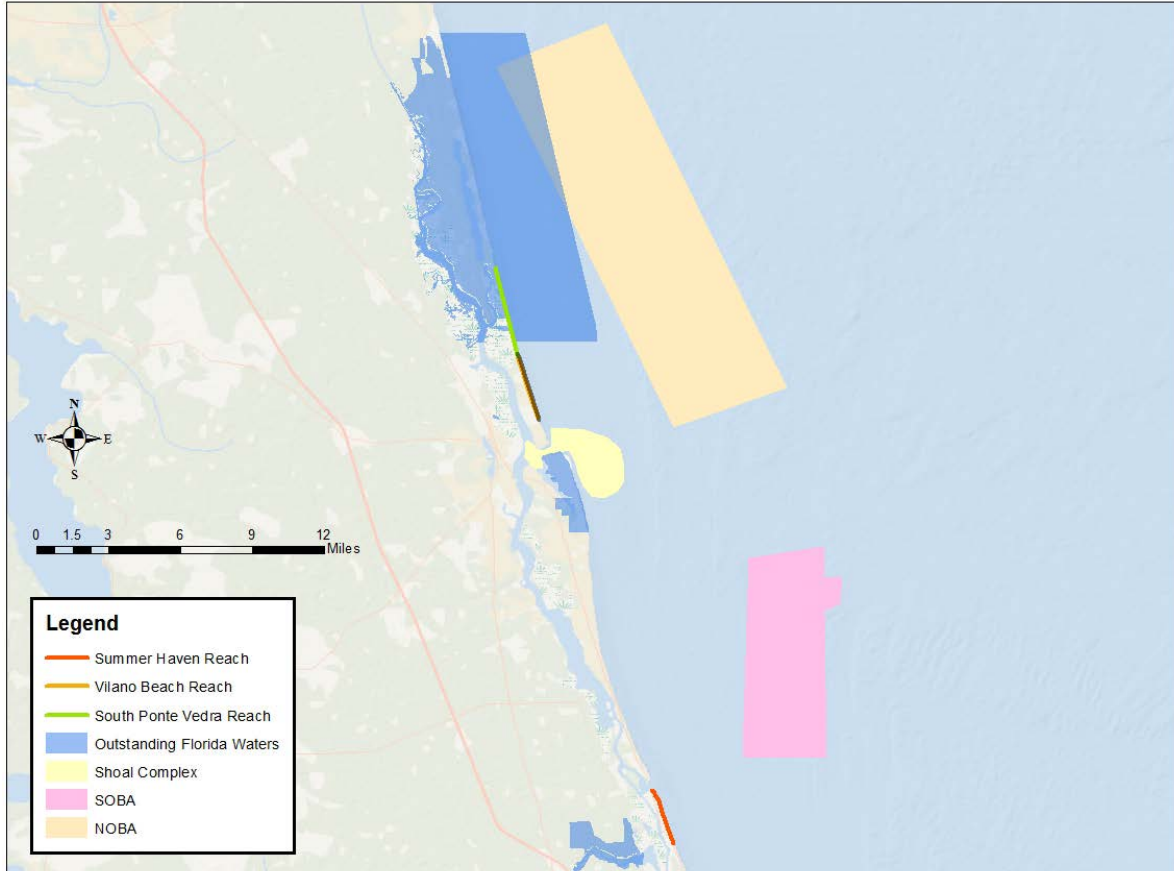 N
W
E
S
0 1.5 3 6 9 12
Miles
Legend
Summer Haven Reach
Vilano Beach Reach
South Ponte Vedra Reach
Outstanding Florida Waters
Shoal Complex
SOBA
NOBA